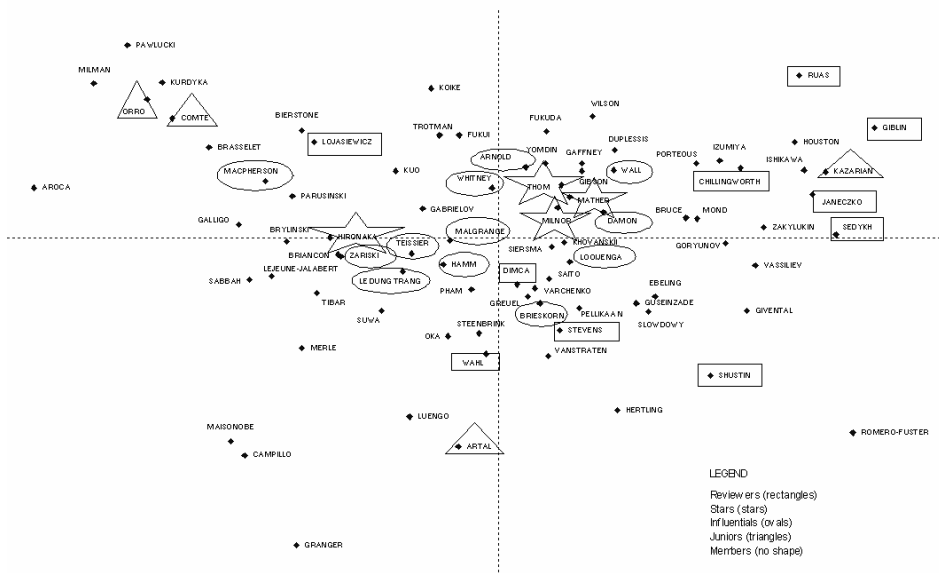 PAWLUCKI
MILMAN
KURDYKA
RUAS
KOIKE
ORRO
COMTE
WILSON
BIERSTONE
FUKUDA
TROTMAN
FUKUI
GIBLIN
LOJASIEWICZ
DUPLESSIS
HOUSTON
BRASSELET
ARNOLD
YOMDIN
GAFFNEY
PORTEOUS
IZUMIYA
ISHIKAWA
MACPHERSON
KUO
WALL
KAZARIAN
WHITNEY
THOM
GIBSON
CHILLINGWORTH
AROCA
PARUSINSKI
MATHER
JANECZKO
GABRIELOV
BRUCE
MOND
GALLIGO
MILNOR
DAMON
BRYLINSKI
MALGRANGE
ZAKYLUKIN
SEDYKH
HIRONAKA
TEISSIER
SIERSMA
KHOVANSKII
GORYUNOV
BRIANCON
ZARISKI
LOOIJENGA
LEJEUNE-JALABERT
HAMM
DIMCA
VASSILIEV
SABBAH
LE DUNG TRANG
SAITO
TIBAR
PHAM
VARCHENKO
EBELING
GREUEL
GUSEINZADE
SUWA
BRIESKORN
PELLIKAAN
SLOWDOWY
GIVENTAL
STEENBRINK
OKA
STEVENS
MERLE
WAHL
VANSTRATEN
SHUSTIN
LUENGO
HERTLING
MAISONOBE
ARTAL
ROMERO-FUSTER
CAMPILLO
LEGEND
Reviewers (rectangles)
Stars (stars)
Influentials (ovals)
Juniors (triangles)
Members (no shape)
GRANGER